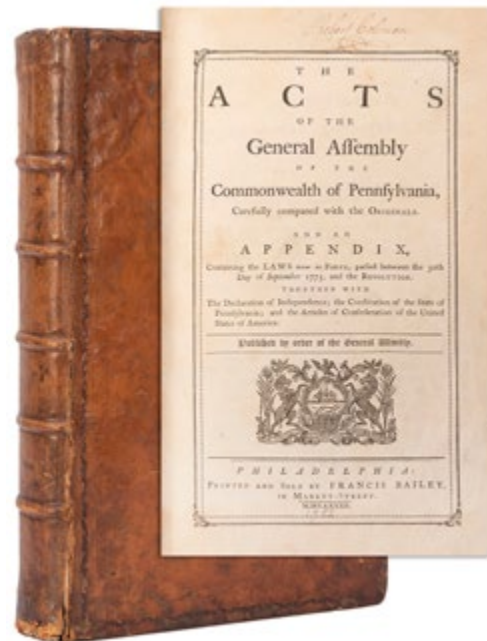 Robert Coleman
THE
ACTS
OF THE
General Aſſembly
OF THE
Commonwealth of Pennſylvania,
Carefully compared with the ORIGINALS.
AND AN
APPENDIX,
Containing the LAWS now in FORCE, paſſed between the 30th
Day of September 1775, and the REVOLUTION.
TOGETHER WITH
The Declaration of Independence; the Conſtitution of the State of
Pennſylvania; and the Articles of Confederation of the United
States of America.
Publiſhed by order of the General Aſſembly.
PHILADELPHIA:
PRINTED AND SOLD BY FRANCIS BAILEY,
IN MARKET-STREET.